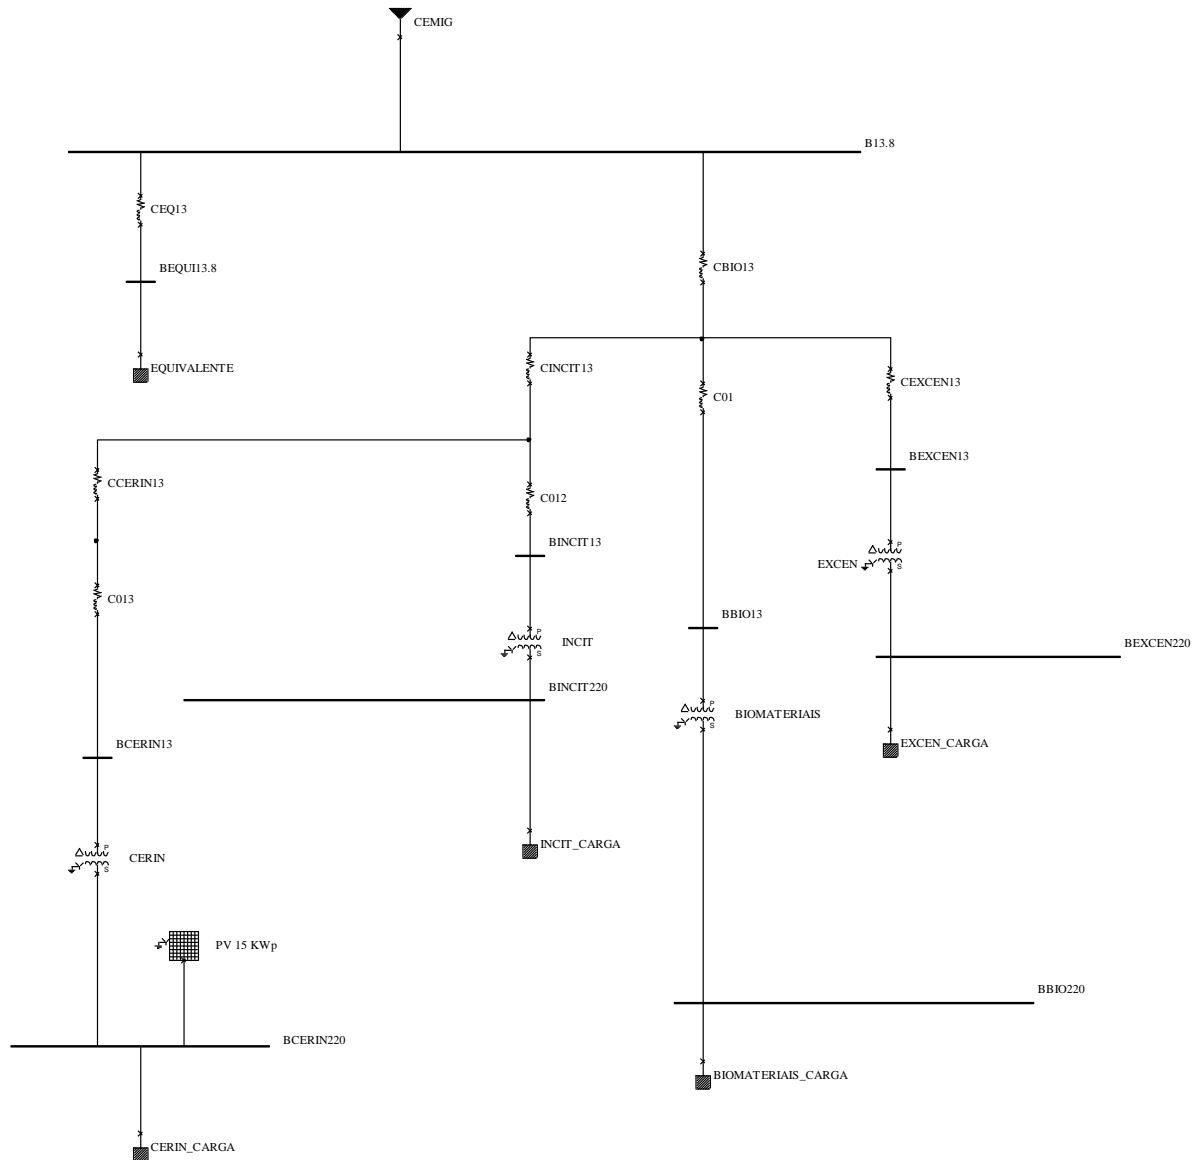 CEMIG
B13.8
CEQ13
BEQUI13.8
CBIO13
EQUIVALENTE
CINCIT13
C01
CEXCEN13
BEXCEN13
CCERIN13
C012
BINCIT13
P
EXCEN
S
C013
BBIO13
P
INCIT
S
BEXCEN220
BINCIT220
P
BIOMATERIAIS
S
EXCEN_CARGA
BCERIN13
INCIT_CARGA
P
CERIN
S
PV 15 KWp
BBIO220
BCERIN220
BIOMATERIAIS_CARGA
CERIN_CARGA